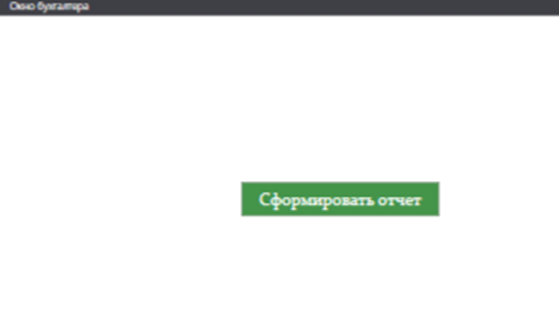 Окно бухгалтера
Сформировать отчет